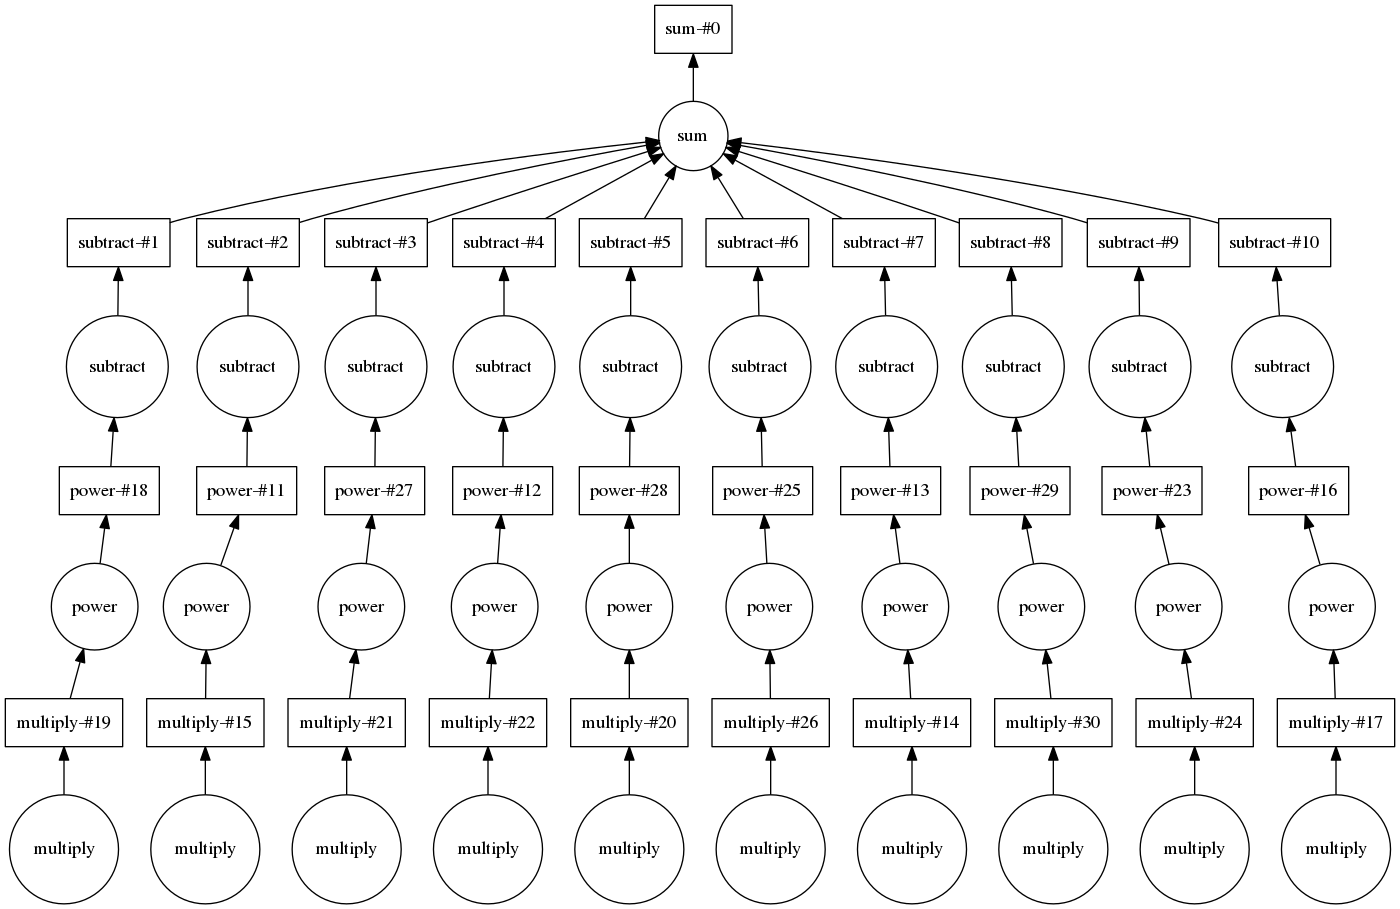 sum-#0
sum
subtract-#1 subtract-#2 subtract-#3 subtract-#4 subtract-#5 subtract-#6 subtract-#7 subtract-#8 subtract-#9 subtract-#10
subtract subtract subtract subtract subtract subtract subtract subtract subtract subtract
power-#18 power-#11 power-#27 power-#12 power-#28 power-#25 power-#13 power-#29 power-#23 power-#16
power power power power power power power power power power
multiply-#19 multiply-#15 multiply-#21 multiply-#22 multiply-#20 multiply-#26 multiply-#14 multiply-#30 multiply-#24 multiply-#17
multiply multiply multiply multiply multiply multiply multiply multiply multiply multiply